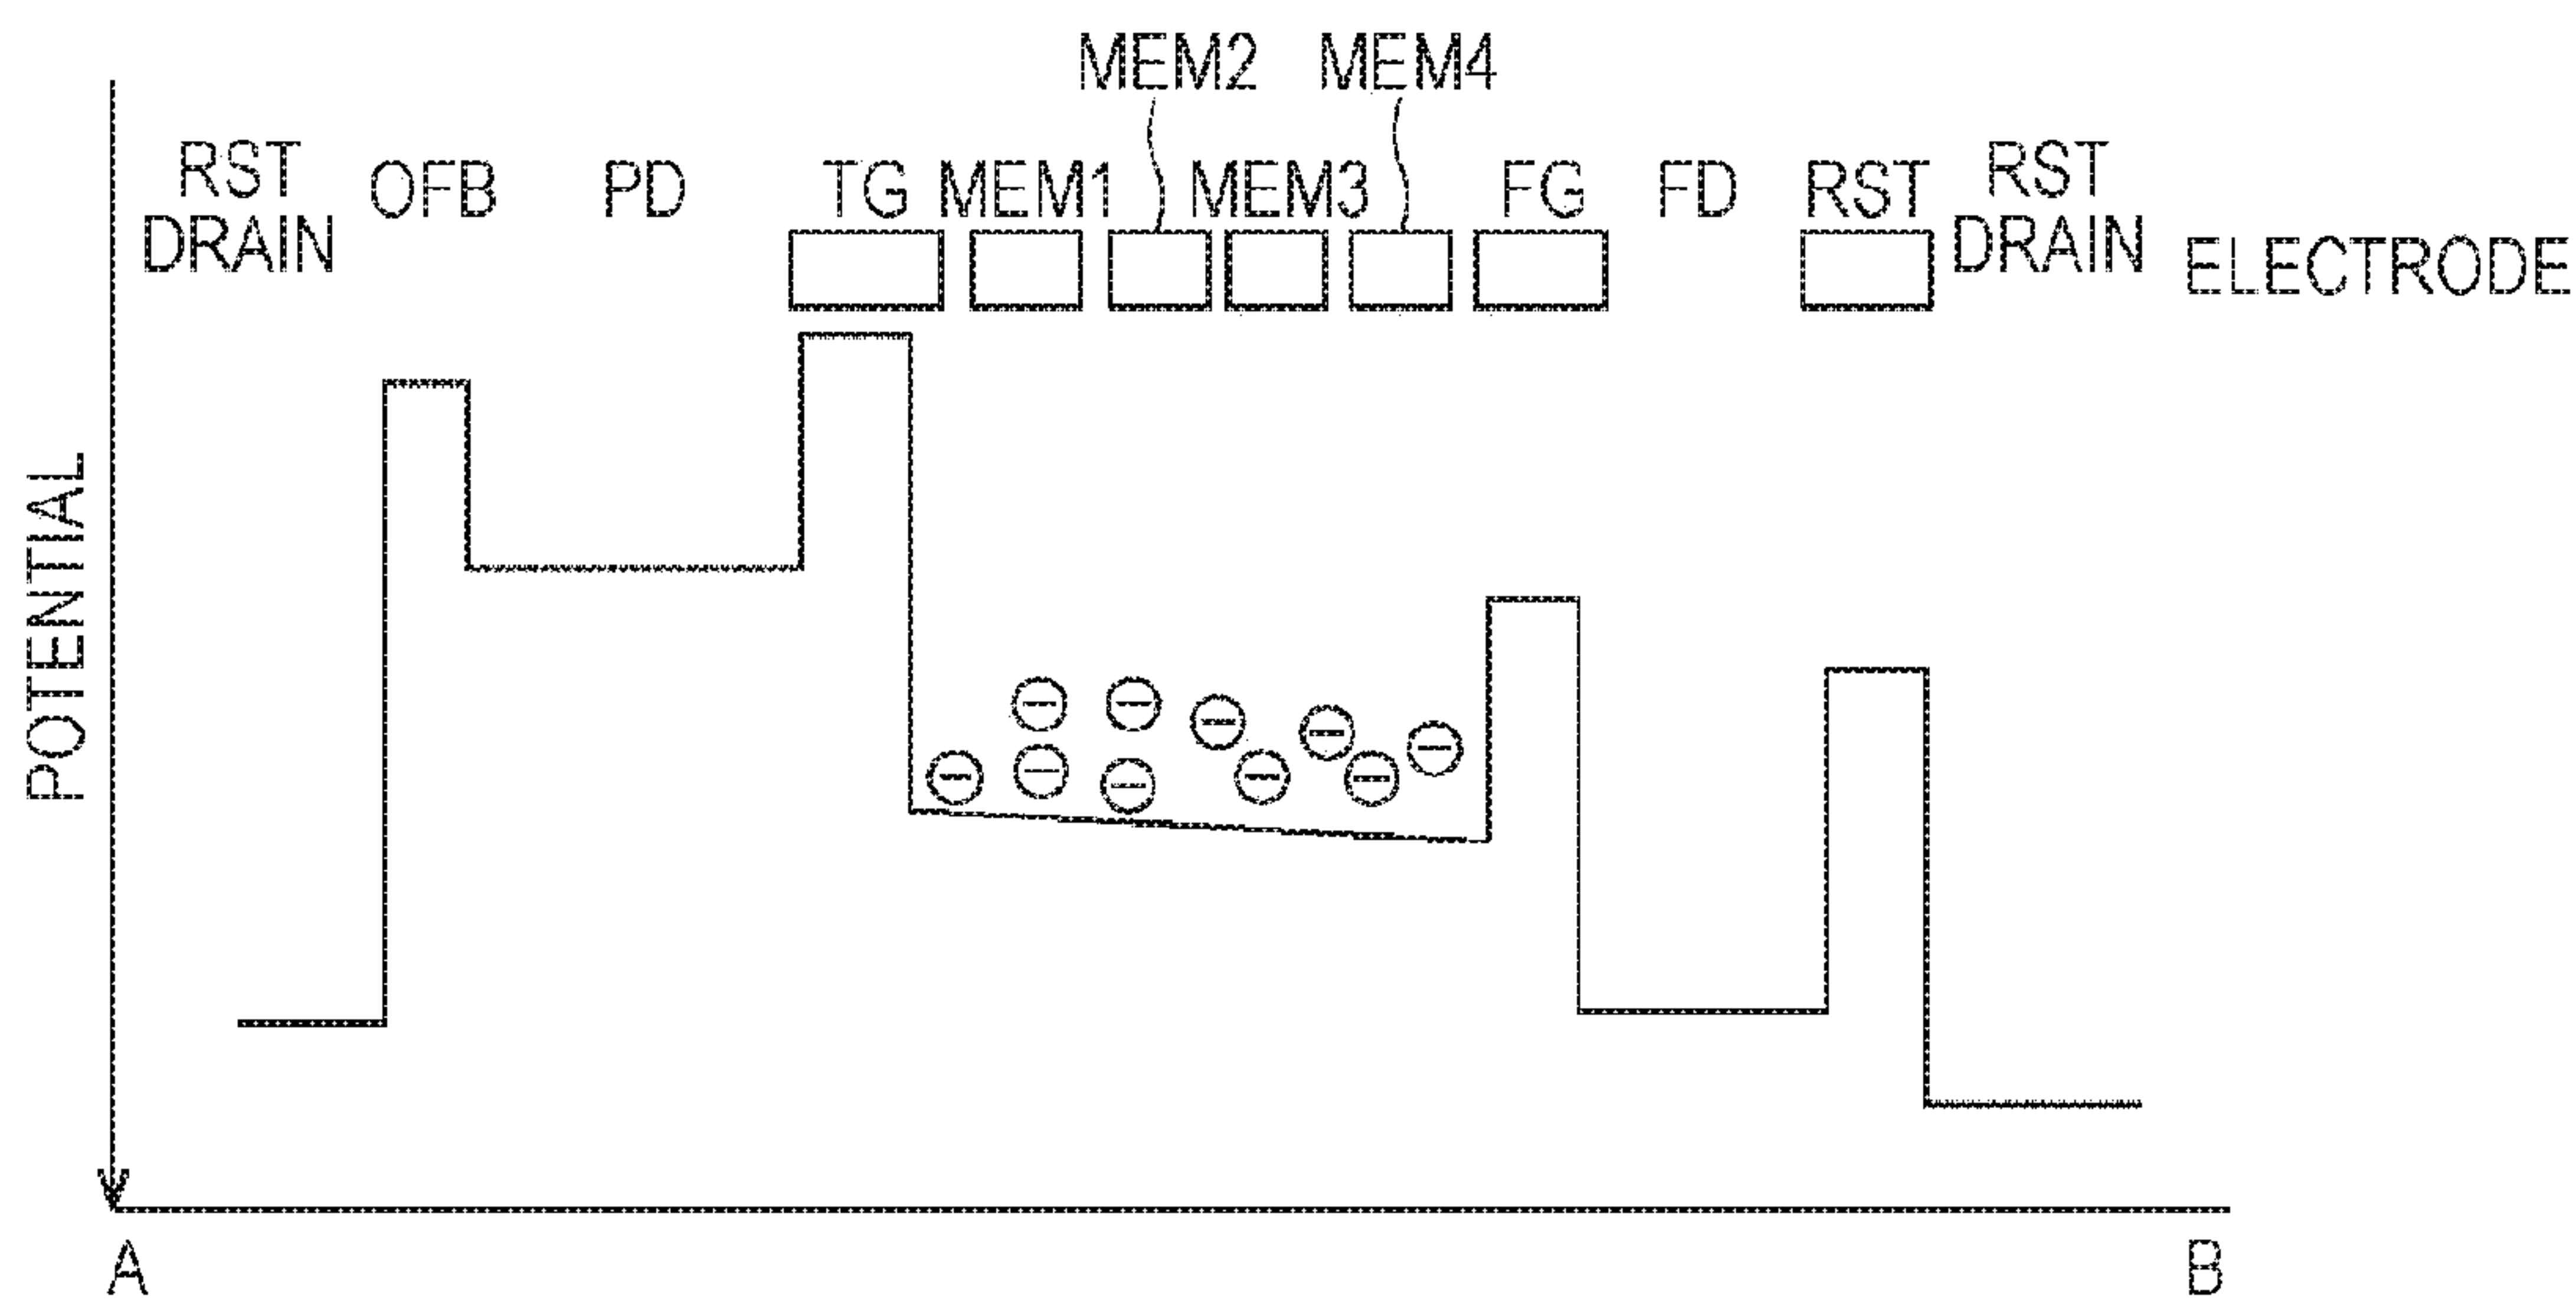 MEM2 MEM4
RST DRAIN
OFB
PD
TG
MEM1
MEM3
FG
FD
RST
RST DRAIN
ELECTRODE
POTENTIAL
A
B